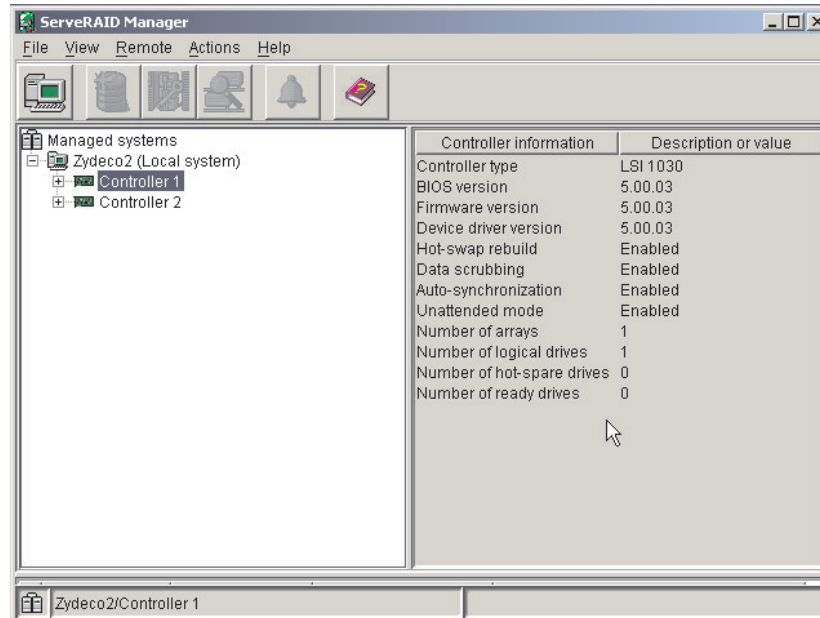 ServeRAID Manager
File View Remote Actions Help
Managed systems
Zydeco2 (Local system)
Controller 1
Controller 2
Controller information Description or value
Controller type LSI 1030
BIOS version 5.00.03
Firmware version 5.00.03
Device driver version 5.00.03
Hot-swap rebuild Enabled
Data scrubbing Enabled
Auto-synchronization Enabled
Unattended mode Enabled
Number of arrays 1
Number of logical drives 1
Number of hot-spare drives 0
Number of ready drives 0
Zydeco2/Controller 1